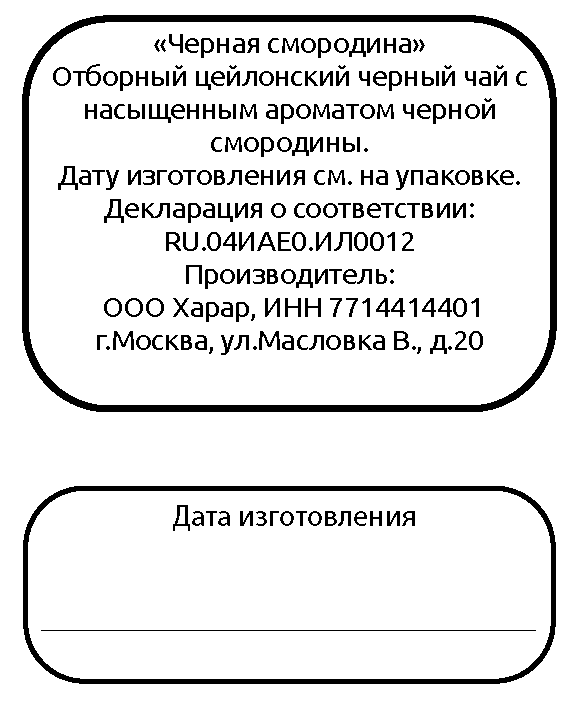 «Черная смородина»
Отборный цейлонский черный чай с
насыщенным ароматом черной
смородины.
Дату изготовления см. на упаковке.
Декларация о соответствии:
RU.04ИАЕ0.ИЛ0012
Производитель:
ООО Харар, ИНН 7714414401
г.Москва, ул.Масловка В., д.20
Дата изготовления